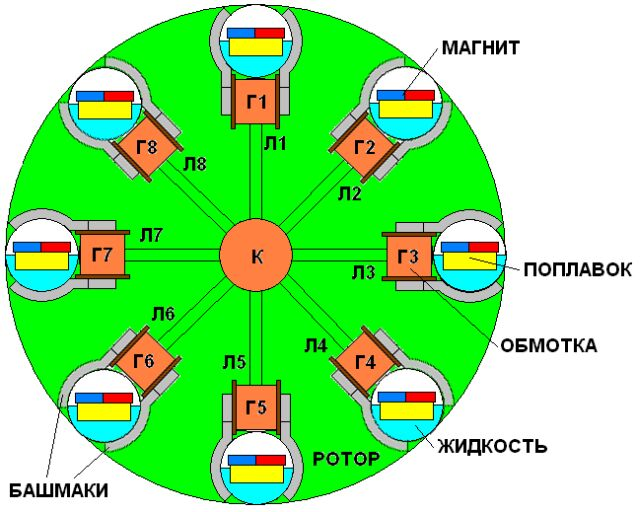 МАГНИТ
Г1
Л1
Г2
Л2
Г8
Л8
Г7
Л7
К
Г3
Л3
ПОПЛАВОК
ОБМОТКА
Л6
Г6
Л5
Г5
Л4
Г4
ЖИДКОСТЬ
РОТОР
БАШМАКИ